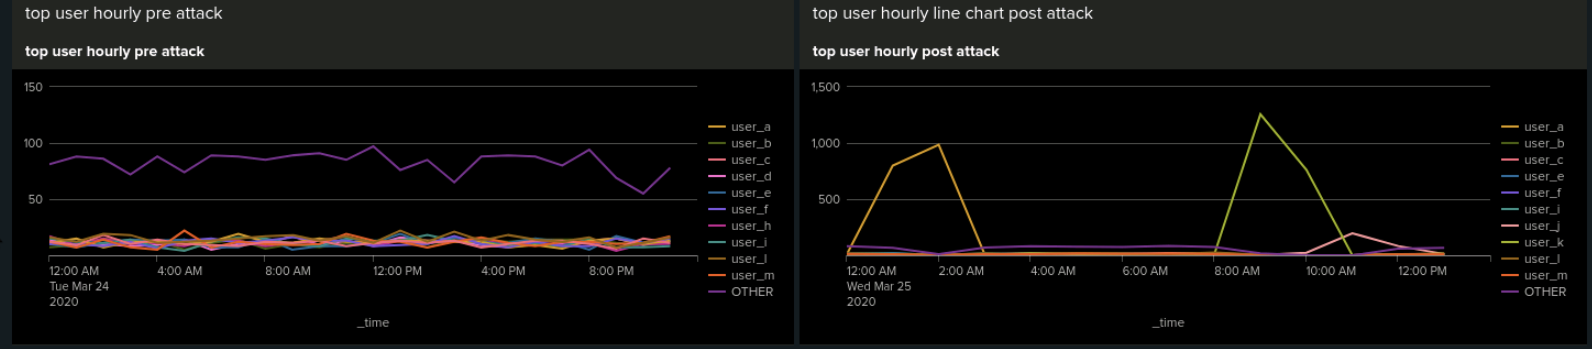 top user hourly pre attack
top user hourly pre attack
150
100
50
12:00 AM
Tue Mar 24
2020
4:00 AM
8:00 AM
12:00 PM
4:00 PM
8:00 PM
_time
user_a
user_b
user_c
user_d
user_e
user_f
user_h
user_i
user_l
user_m
OTHER
top user hourly line chart post attack
top user hourly post attack
1,500
1,000
500
12:00 AM
Wed Mar 25
2020
2:00 AM
4:00 AM
6:00 AM
8:00 AM
10:00 AM
12:00 PM
_time
user_a
user_b
user_c
user_e
user_f
user_i
user_j
user_k
user_l
user_m
OTHER